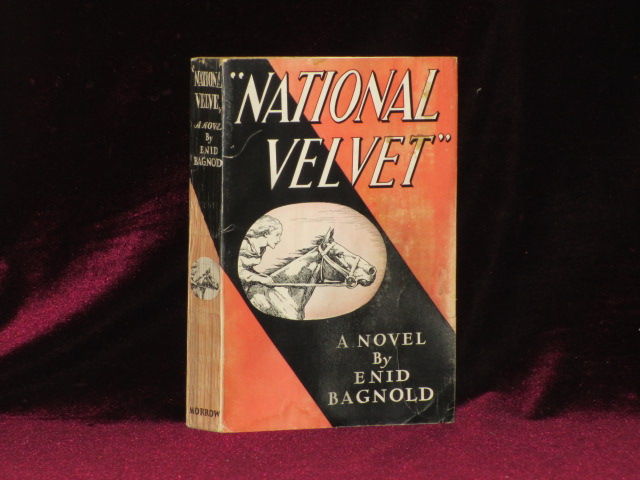 "NATIONAL
VELVET,
A NOVEL
By
ENID
BAGNOLD
MORROW
"NATIONAL
VELVET"
A NOVEL
By
ENID
BAGNOLD